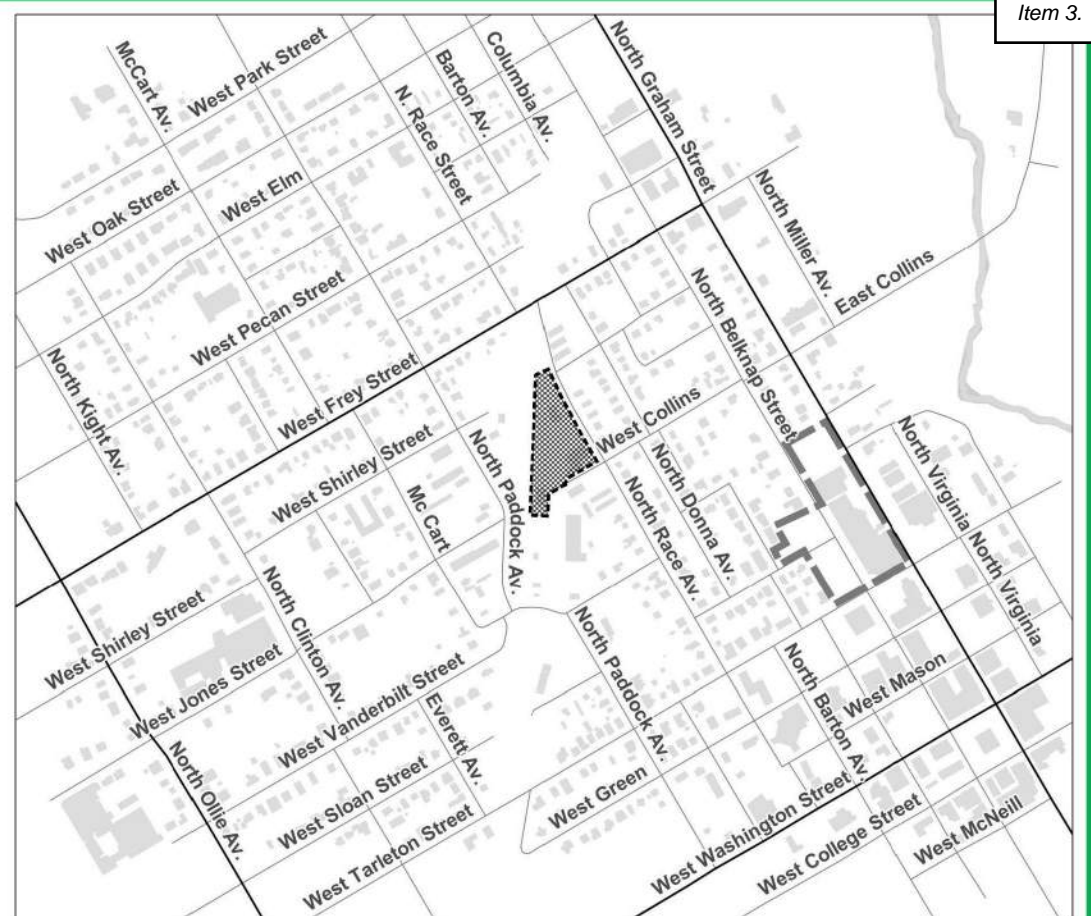 Item 3.
McCart Av.
West Park Street
Barton Av.
Columbia Av.
North Graham Street
N. Race Street
West Oak Street
West Elm
North Miller Av.
East Collins
West Pecan Street
North Belknap Street
North Kight Av.
West Frey Street
West Collins
West Shirley Street
North Paddock Av.
Mc Cart
North Donna Av.
North Race Av.
North Virginia
North Virginia
West Shirley Street
North Clinton Av.
West Jones Street
West Vanderbilt Street
Everett Av.
North Paddock Av.
North Barton Av.
West Mason
North Ollie Av.
West Sloan Street
West Green
West Washington Street
West Tarleton Street
West College Street
West McNeill